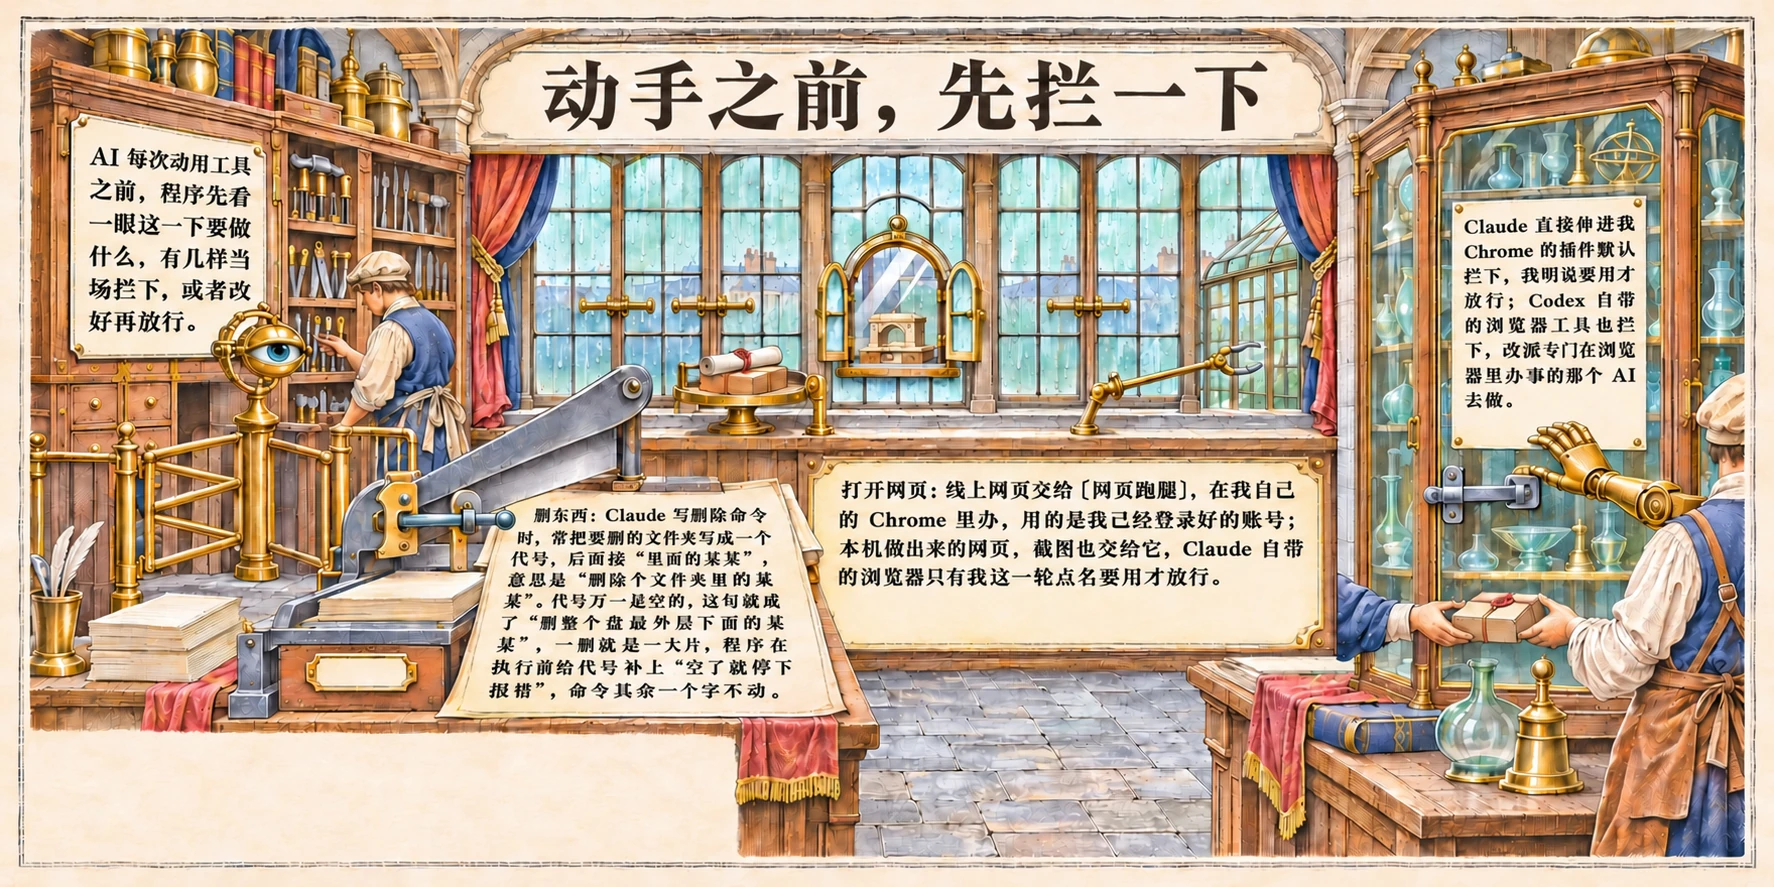 动手之前，先拦一下
AI 每次动用工具
之前，程序先看
一眼这一下要做
什么，有几样当
场拦下，或者改
好再放行。
删东西：Claude 写删除命令
时，常把要删的文件夹写成一个
代号，后面接“里面的某某”，
意思是“删除个文件夹里的某
某”。代号万一是空的，这句就成
了“删整个盘最外层下面的某
某”，一删就是一大片，程序在
执行前给代号补上“空了就停下
报错”，命令其余一个字不动。
打开网页：线上网页交给［网页跑腿］，在我自己
的 Chrome 里办，用的是我已经登录好的账号；
本机做出来的网页，截图也交给它，Claude 自带
的浏览器只有我这一轮点名要用才放行。
Claude 直接伸进我
Chrome 的插件默认
拦下，我明说要用才
放行；Codex 自带
的浏览器工具也拦
下，改派专门在浏览
器里办事的那个 AI
去做。